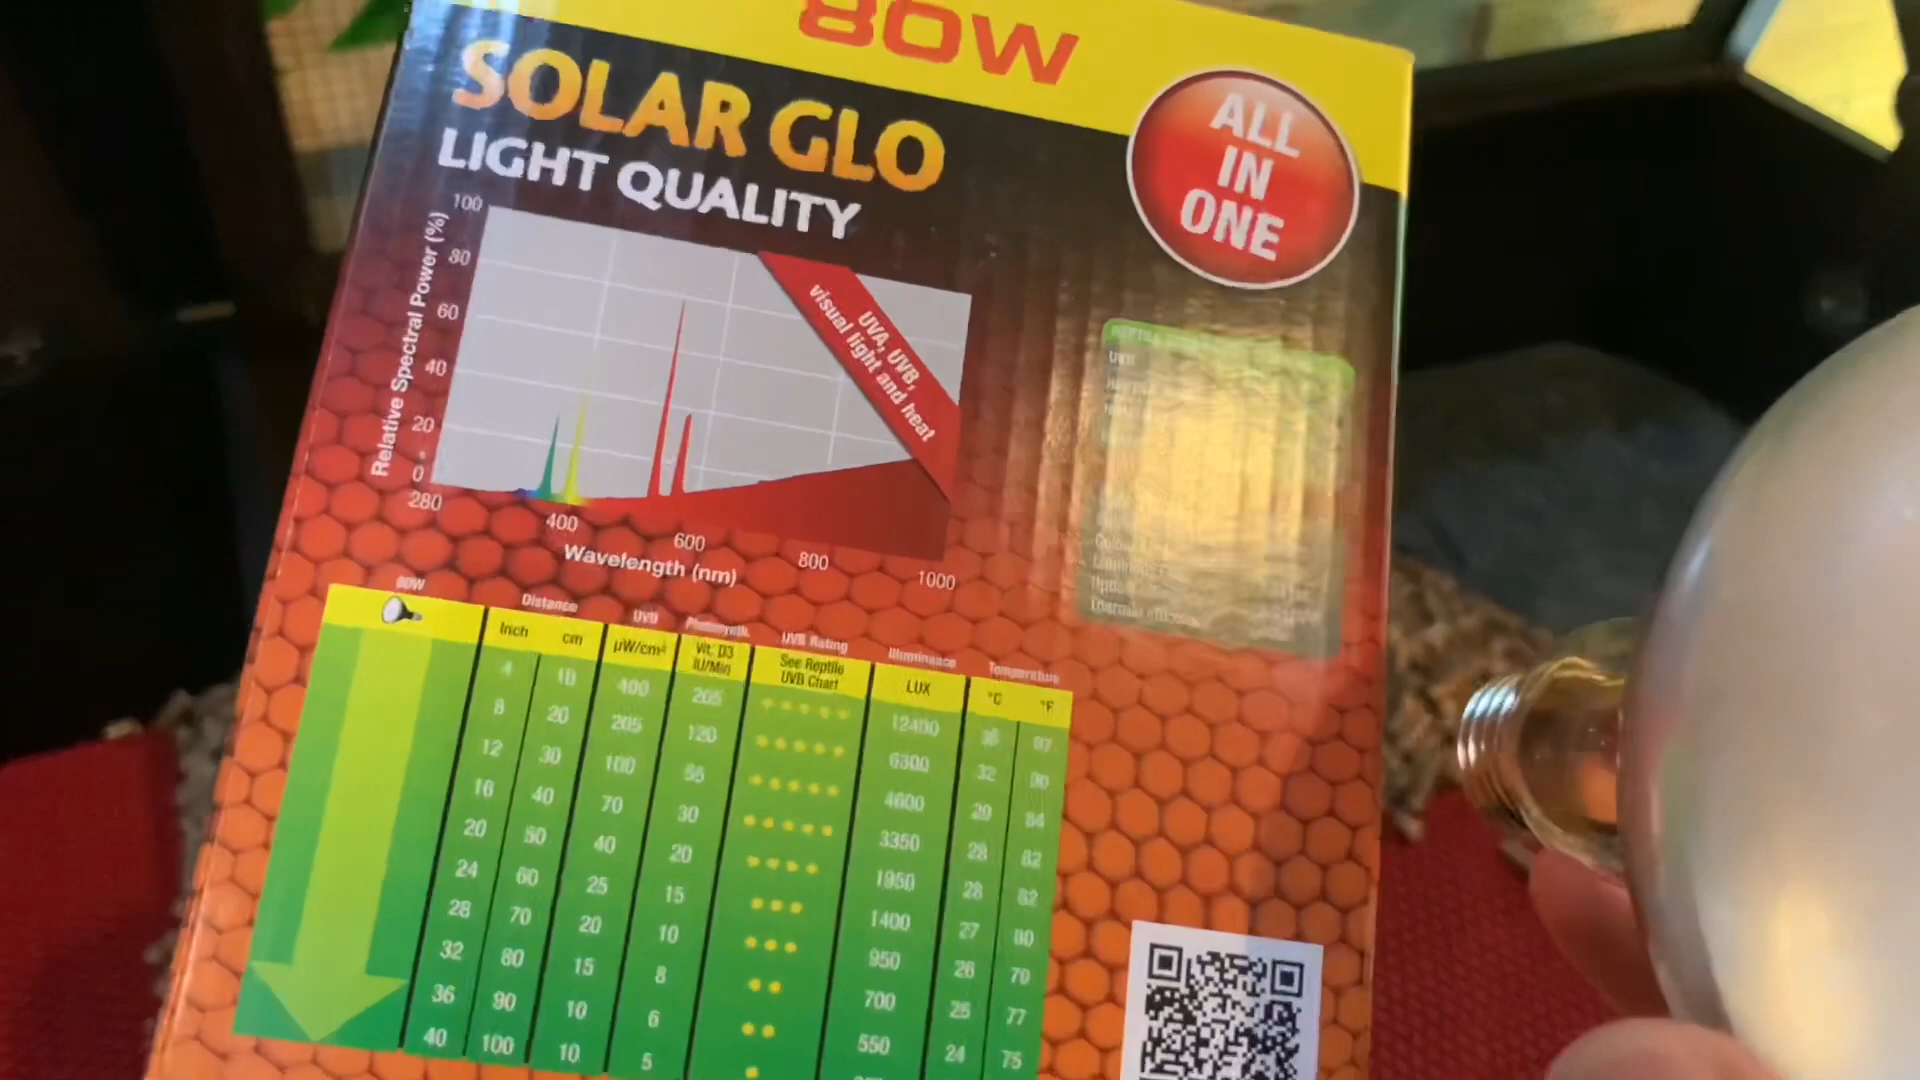 80W
SOLAR GLO
LIGHT QUALITY
ALL
IN
ONE
Relative Spectral Power (%)
100
80
60
40
20
0
280
400
600
800
1000
Wavelength (nm)
UVA, UVB,
visual light and heat
UVB
80W
Distance UVB UVB Rating Illuminance Temperature
Inch cm µW/cm² Vit. D3 IU/Min See Reptile UVB Chart LUX °C °F
4 10 400 265 12400 36 97
8 20 205 120 6300 32 90
12 30 100 55 4600 29 84
16 40 70 30 3350 28 82
20 50 40 20 1950 28 82
24 60 25 15 1400 27 80
28 70 20 10 950 26 79
32 80 15 8 700 25 77
36 90 10 6 550 24 75
40 100 10 5